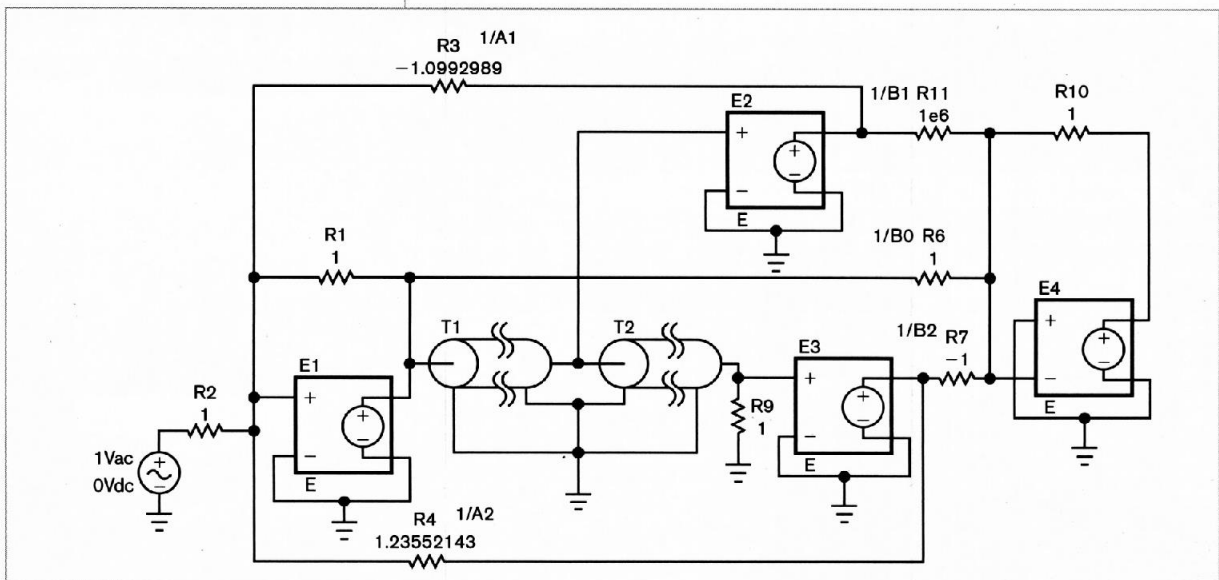 R3 1/A1
−1.0992989
E2
+
−
+
−
E
1/B1 R11
1e6
R10
1
R1
1
1/B0 R6
1
T1
T2
E4
+
−
+
−
E
1/B2 R7
−1
E1
+
−
+
−
E
E3
+
−
+
−
E
R9
1
R2
1
1Vac
0Vdc
+
−
R4 1/A2
1.23552143